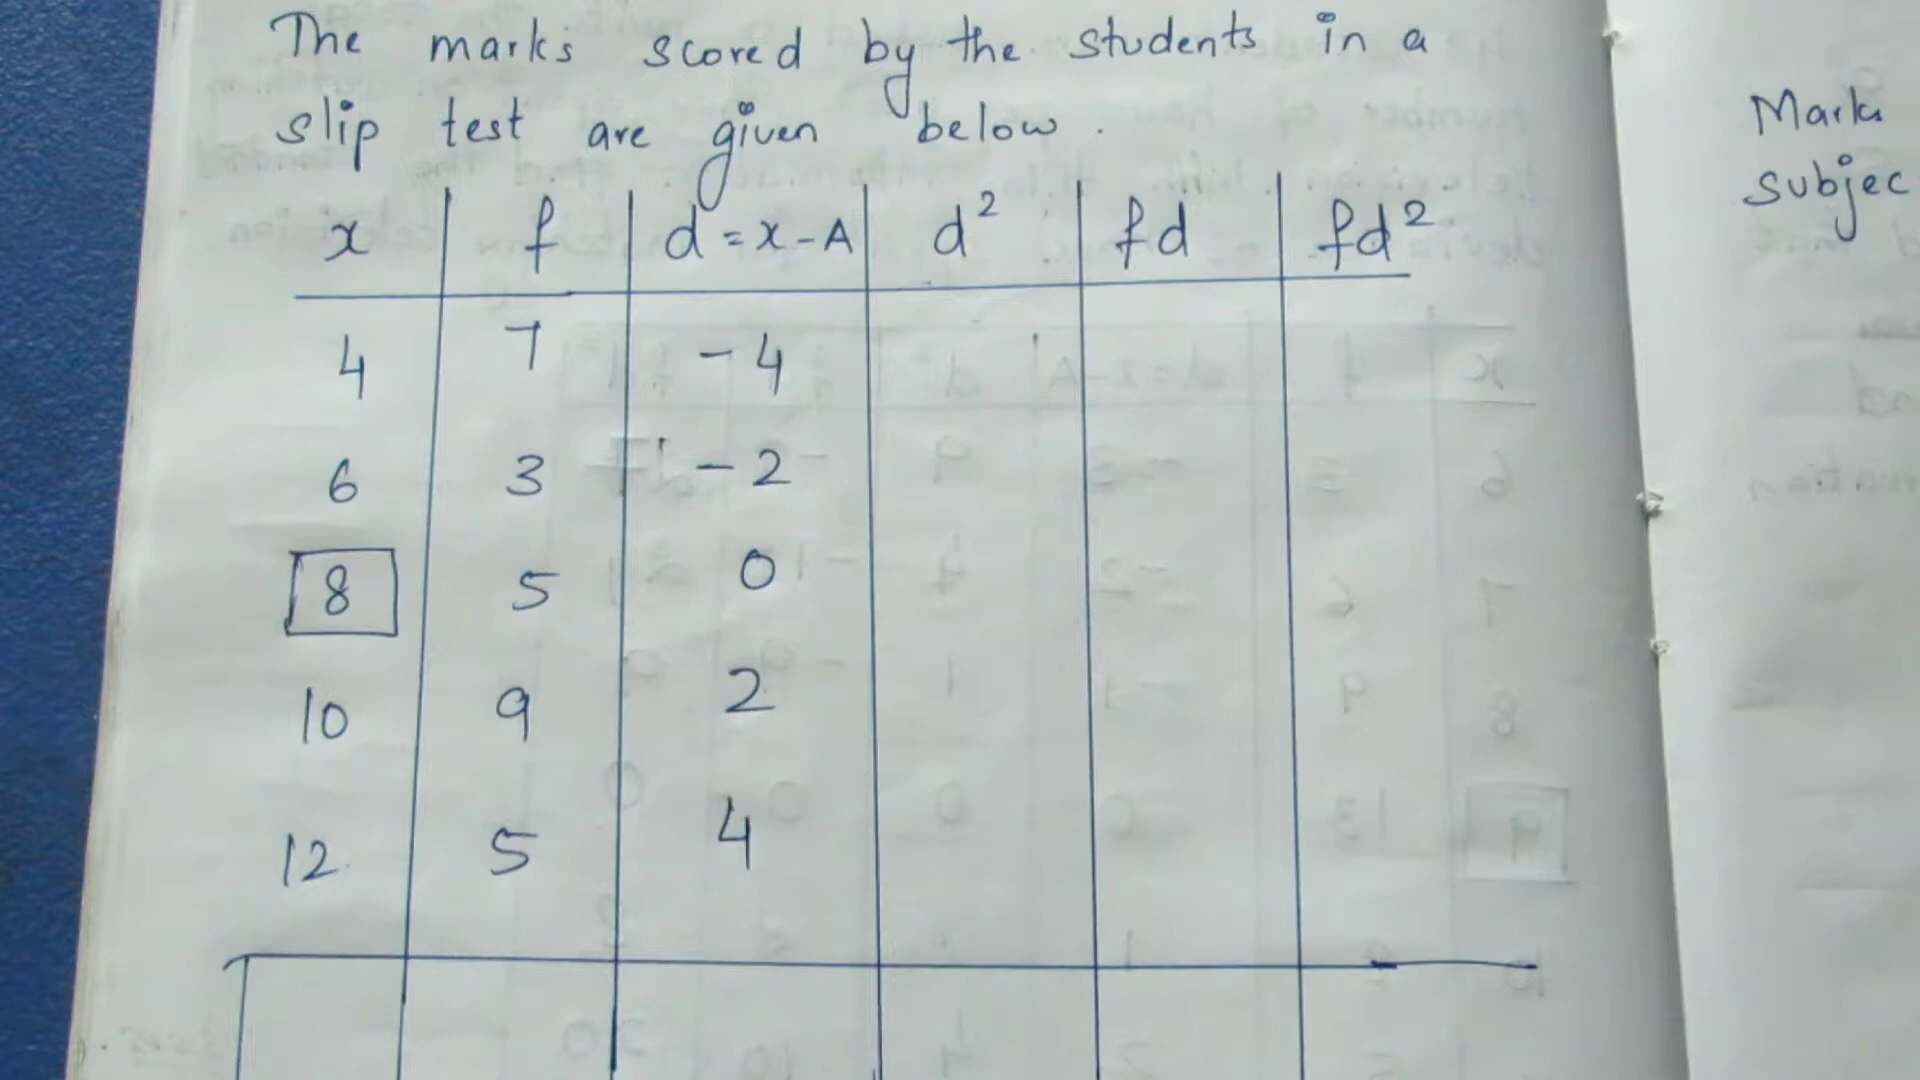 The marks scored by the students in a
slip test are given below.
x f d = x - A d² fd fd²
4 7 -4
6 3 -2
8 5 0
10 9 2
12 5 4
Mark
Subjec